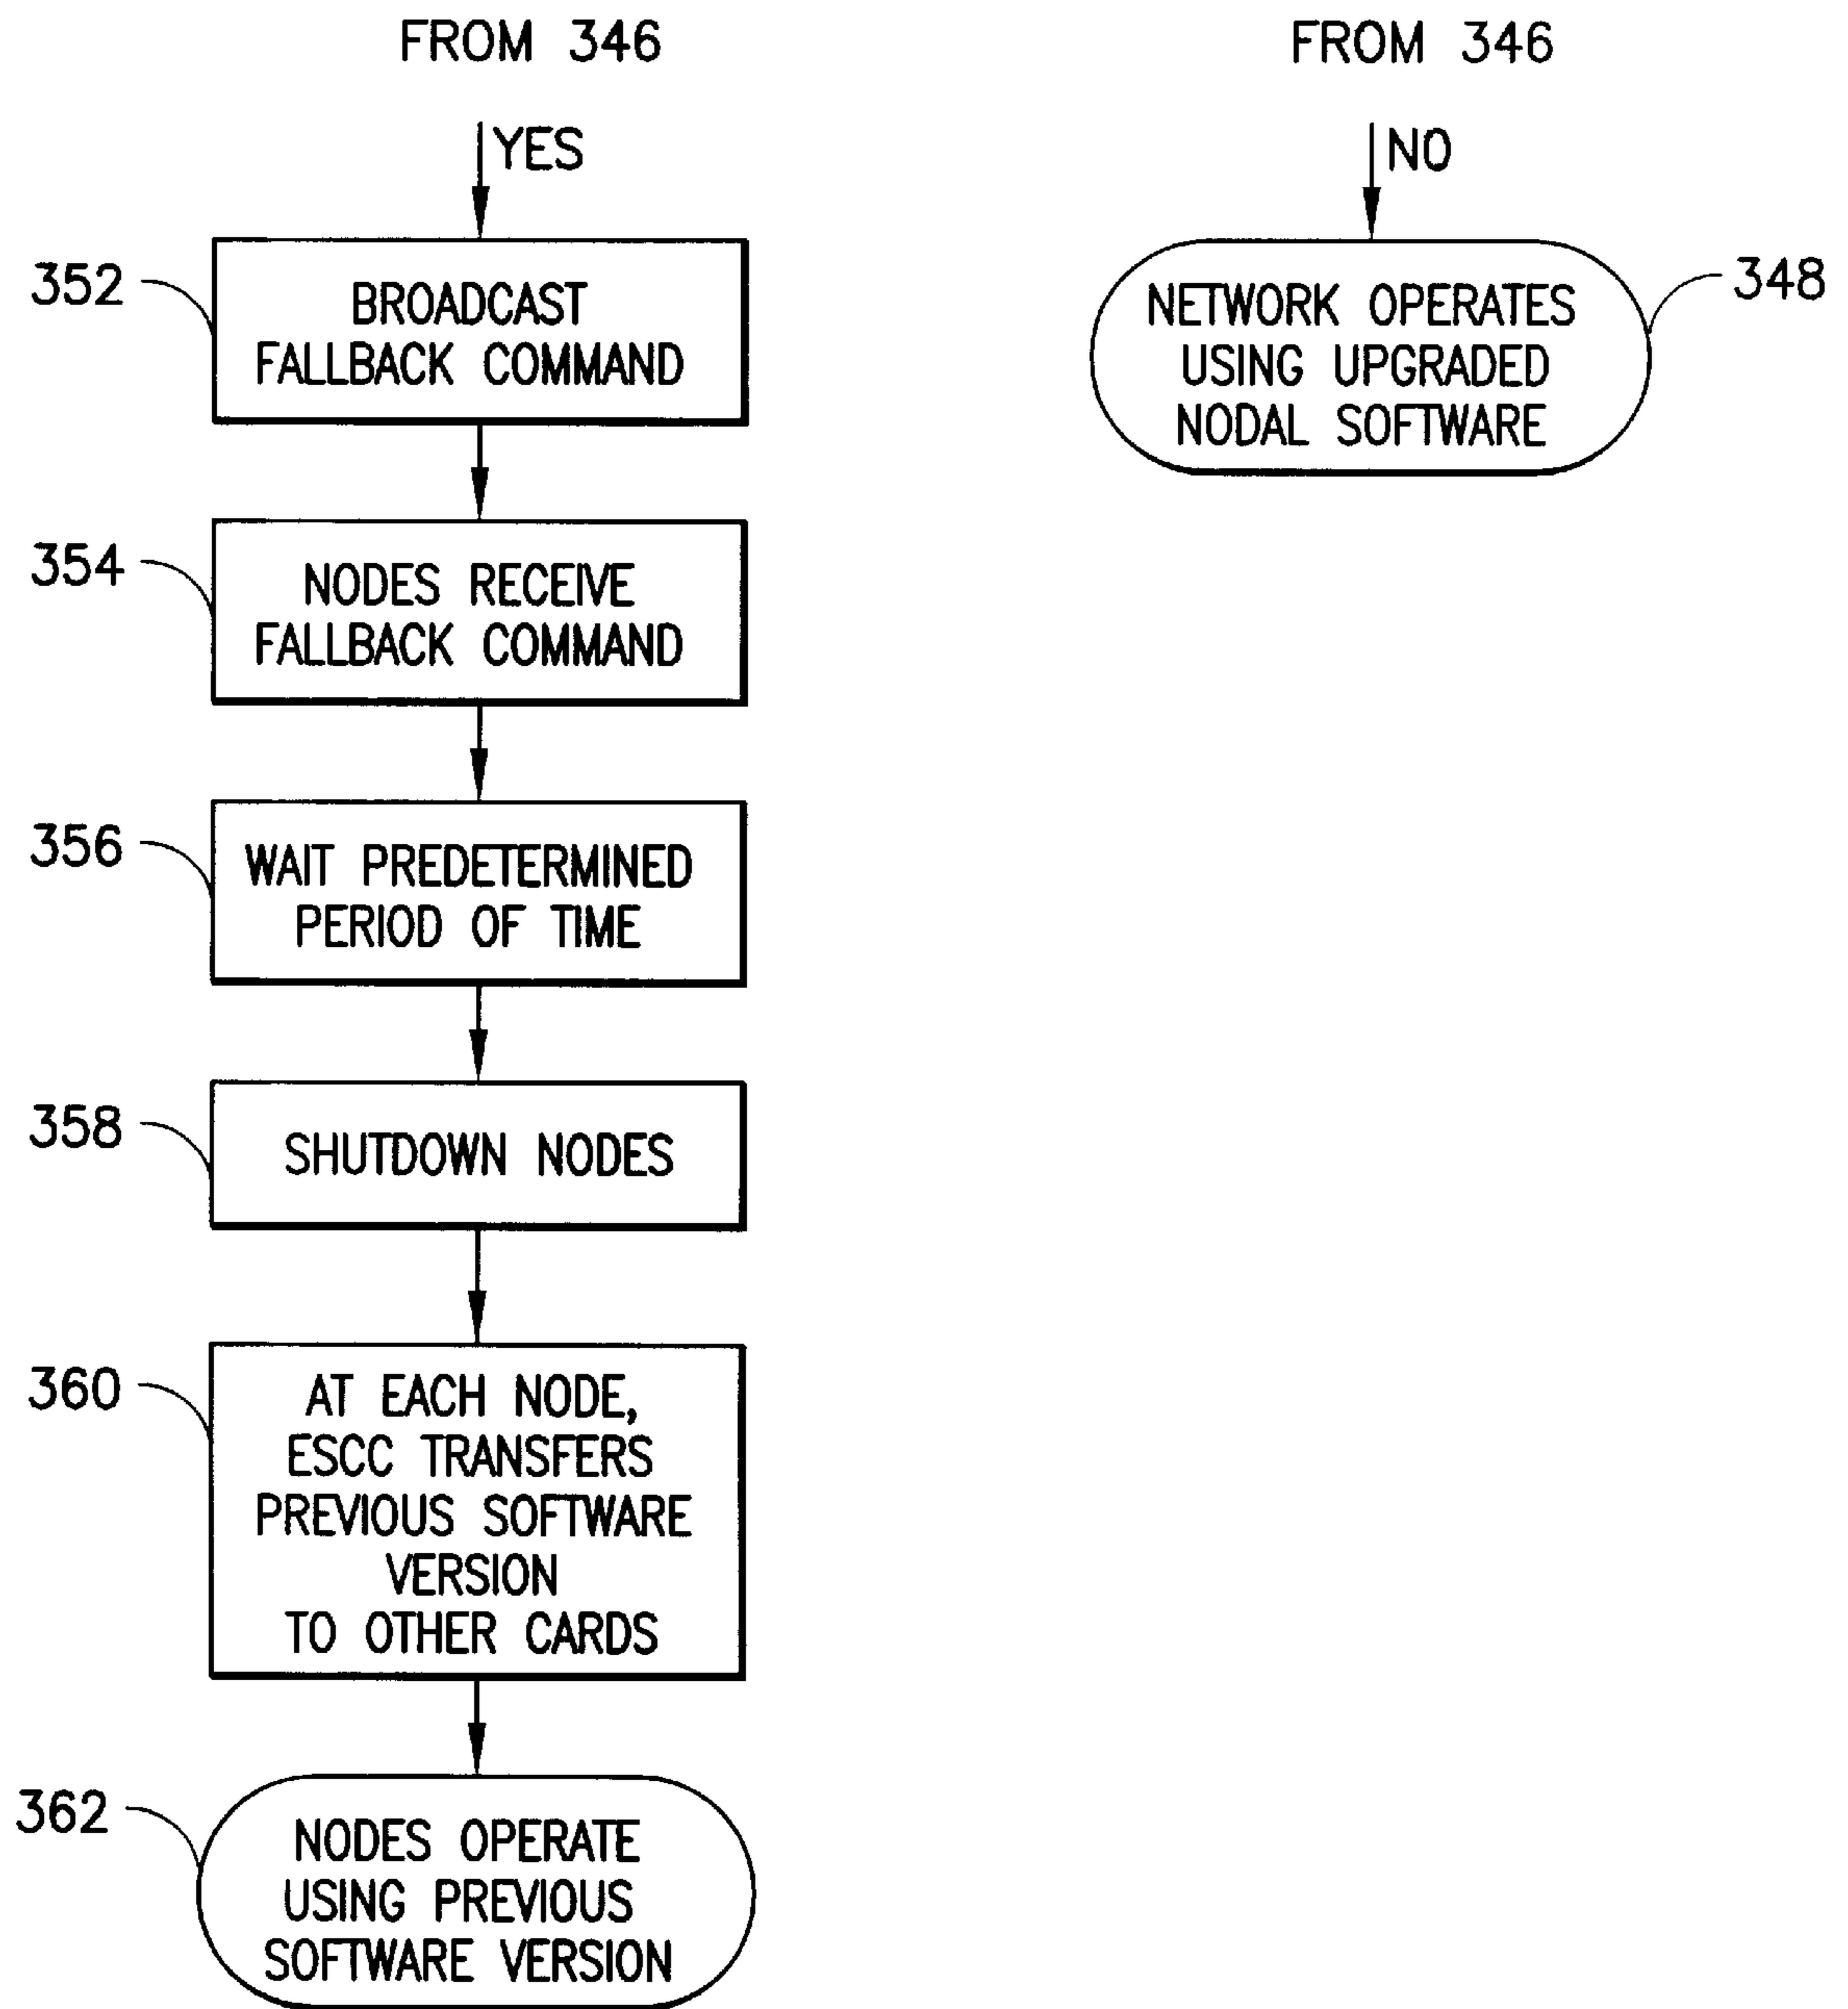 FROM 346
YES
352
BROADCAST
FALLBACK COMMAND
354
NODES RECEIVE
FALLBACK COMMAND
356
WAIT PREDETERMINED
PERIOD OF TIME
358
SHUTDOWN NODES
360
AT EACH NODE,
ESCC TRANSFERS
PREVIOUS SOFTWARE
VERSION
TO OTHER CARDS
362
NODES OPERATE
USING PREVIOUS
SOFTWARE VERSION
FROM 346
NO
348
NETWORK OPERATES
USING UPGRADED
NODAL SOFTWARE